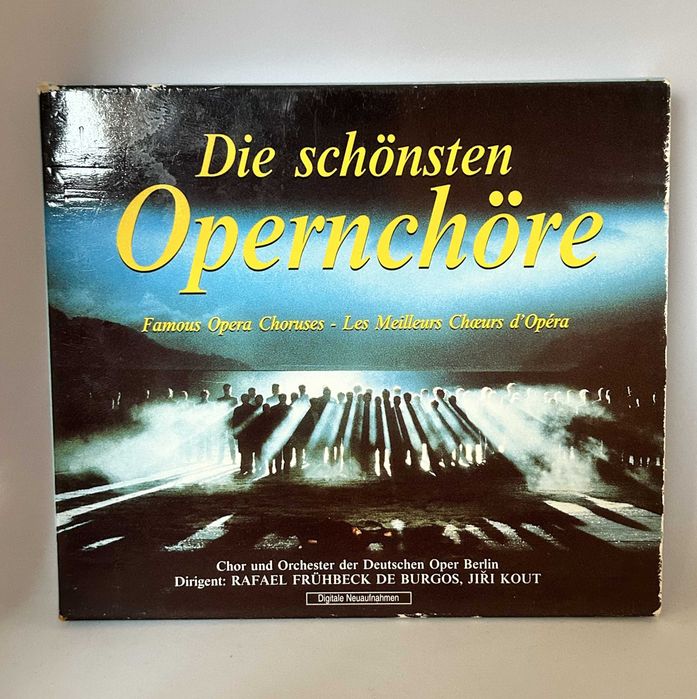 Die schönsten
Opernchöre
Famous Opera Choruses - Les Meilleurs Chœurs d'Opéra
Chor und Orchester der Deutschen Oper Berlin
Dirigent: RAFAEL FRÜHBECK DE BURGOS, JIŘI KOUT
Digitale Neuaufnahmen